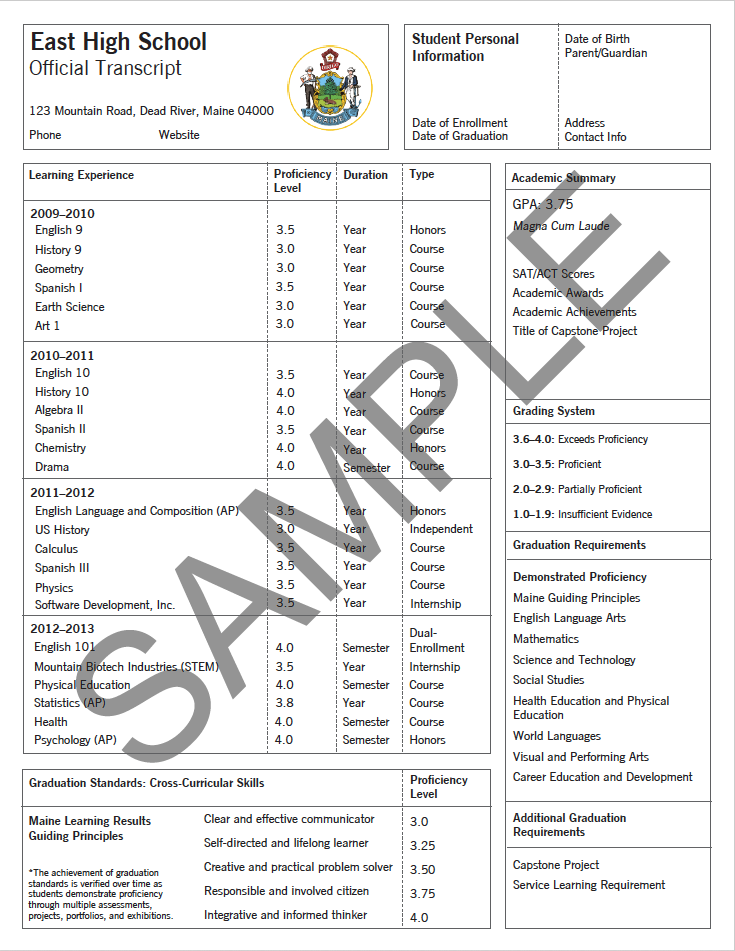 East High School
Official Transcript
123 Mountain Road, Dead River, Maine 04000
Phone Website
MAINE
Student Personal
Information
Date of Enrollment
Date of Graduation
Date of Birth
Parent/Guardian
Address
Contact Info
Learning Experience Proficiency Level Duration Type
2009–2010
English 9 3.5 Year Honors
History 9 3.0 Year Course
Geometry 3.0 Year Course
Spanish I 3.5 Year Course
Earth Science 3.0 Year Course
Art 1 3.0 Year Course
2010–2011
English 10 3.5 Year Course
History 10 4.0 Year Honors
Algebra II 4.0 Year Course
Spanish II 3.5 Year Course
Chemistry 4.0 Year Honors
Drama 4.0 Semester Course
2011–2012
English Language and Composition (AP) 3.5 Year Honors
US History 3.0 Year Independent
Calculus 3.5 Year Course
Spanish III 3.5 Year Course
Physics 3.5 Year Course
Software Development, Inc. 3.5 Year Internship
2012–2013
English 101 4.0 Semester Dual-Enrollment
Mountain Biotech Industries (STEM) 3.5 Year Internship
Physical Education 4.0 Semester Course
Statistics (AP) 3.8 Year Course
Health 4.0 Semester Course
Psychology (AP) 4.0 Semester Honors
Graduation Standards: Cross-Curricular Skills Proficiency Level
Maine Learning Results
Guiding Principles
*The achievement of graduation
standards is verified over time as
students demonstrate proficiency
through multiple assessments,
projects, portfolios, and exhibitions.
Clear and effective communicator 3.0
Self-directed and lifelong learner 3.25
Creative and practical problem solver 3.50
Responsible and involved citizen 3.75
Integrative and informed thinker 4.0
Academic Summary
GPA: 3.75
Magna Cum Laude
SAT/ACT Scores
Academic Awards
Academic Achievements
Title of Capstone Project
Grading System
3.6–4.0: Exceeds Proficiency
3.0–3.5: Proficient
2.0–2.9: Partially Proficient
1.0–1.9: Insufficient Evidence
Graduation Requirements
Demonstrated Proficiency
Maine Guiding Principles
English Language Arts
Mathematics
Science and Technology
Social Studies
Health Education and Physical
Education
World Languages
Visual and Performing Arts
Career Education and Development
Additional Graduation
Requirements
Capstone Project
Service Learning Requirement
SAMPLE